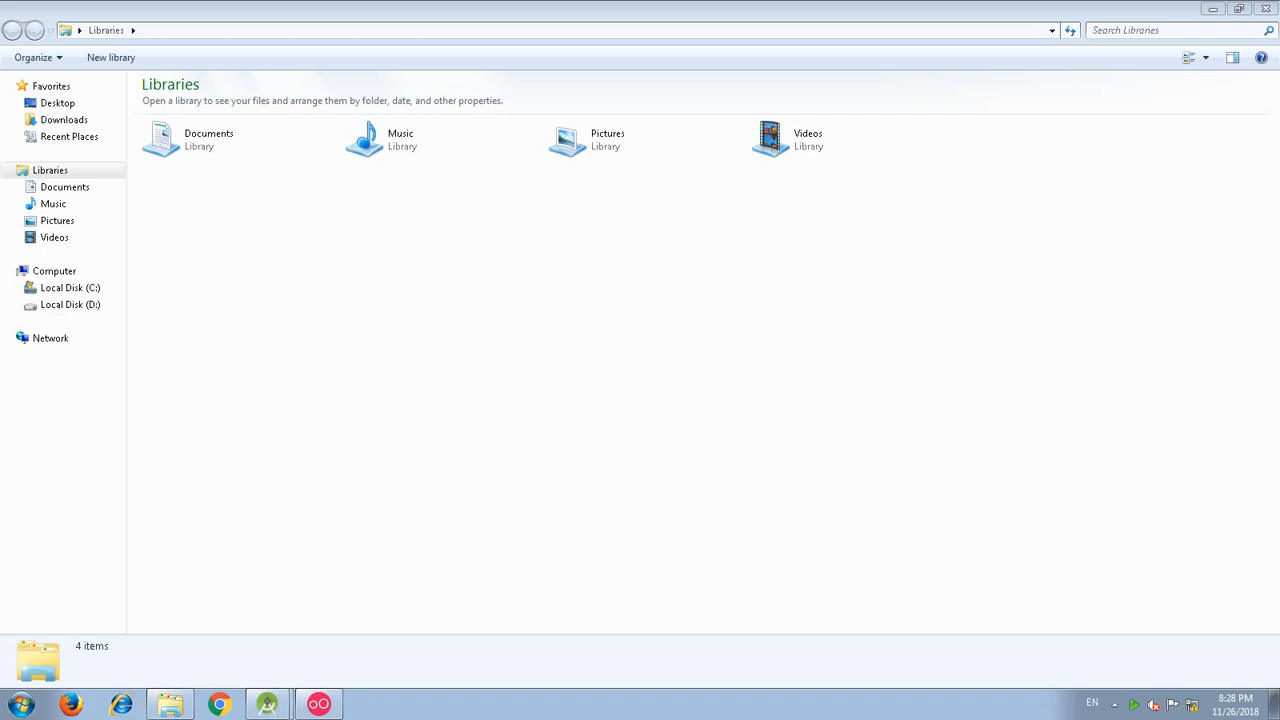 Libraries
Search Libraries
Organize
New library
Favorites
Desktop
Downloads
Recent Places
Libraries
Documents
Music
Pictures
Videos
Computer
Local Disk (C:)
Local Disk (D:)
Network
Libraries
Open a library to see your files and arrange them by folder, date, and other properties.
Documents
Library
Music
Library
Pictures
Library
Videos
Library
4 items
EN
8:28 PM
11/26/2018